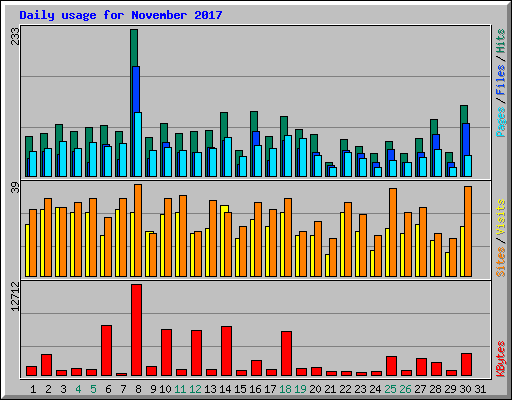 Daily usage for November 2017
233
Pages / Files / Hits
39
Sites / Visits
12712
KBytes
1 2 3 4 5 6 7 8 9 10 11 12 13 14 15 16 17 18 19 20 21 22 23 24 25 26 27 28 29 30 31